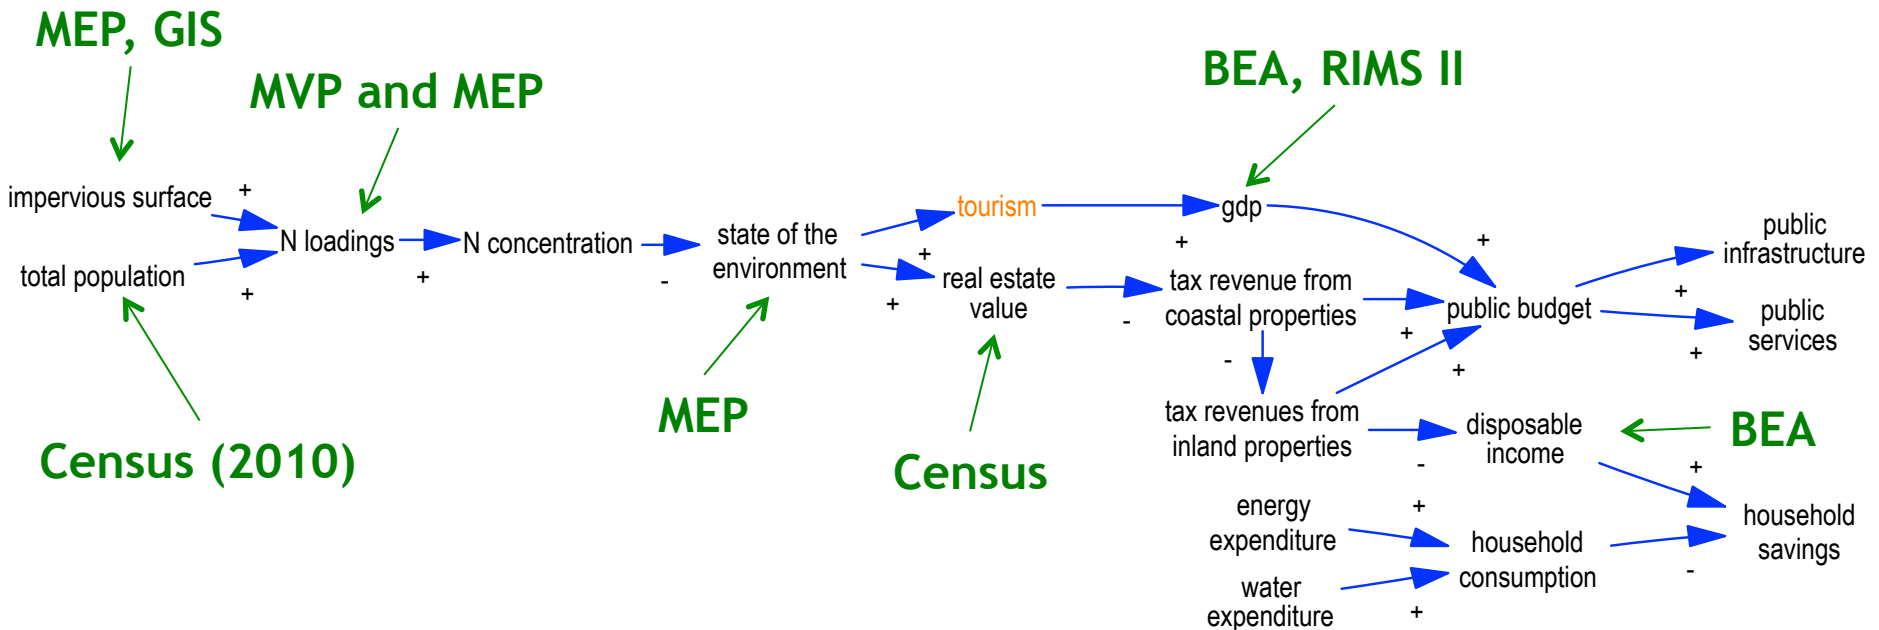 MEP, GIS
MVP and MEP
BEA, RIMS II
impervious surface
+
total population
+
N loadings
+
N concentration
-
state of the
environment
+
+
tourism
+
gdp
+
real estate
value
-
tax revenue from
coastal properties
+
-
tax revenues from
inland properties
+
-
public budget
+
+
public
infrastructure
public
services
disposable
income
+
energy
expenditure
+
water
expenditure
+
household
consumption
-
household
savings
Census (2010)
MEP
Census
BEA